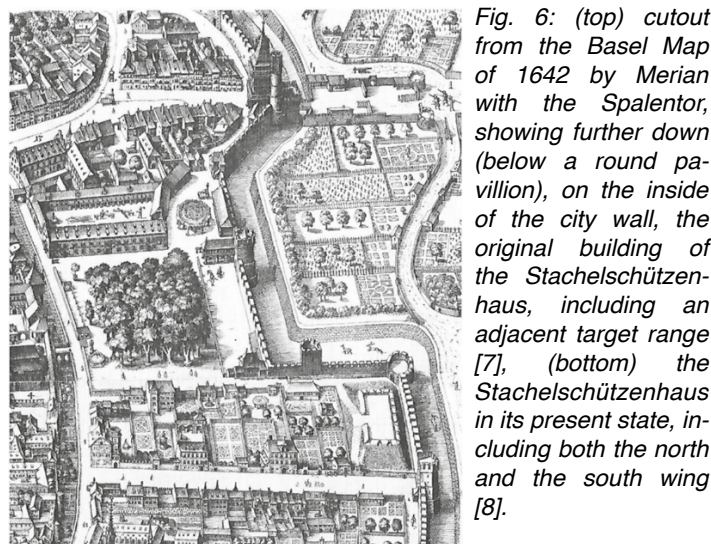 Fig. 6: (top) cutout
from the Basel Map
of 1642 by Merian
with the Spalentor,
showing further down
(below a round pa-
villion), on the inside
of the city wall, the
original building of
the Stachelschützen-
haus, including an
adjacent target range
[7], (bottom) the
Stachelschützenhaus
in its present state, in-
cluding both the north
and the south wing
[8].